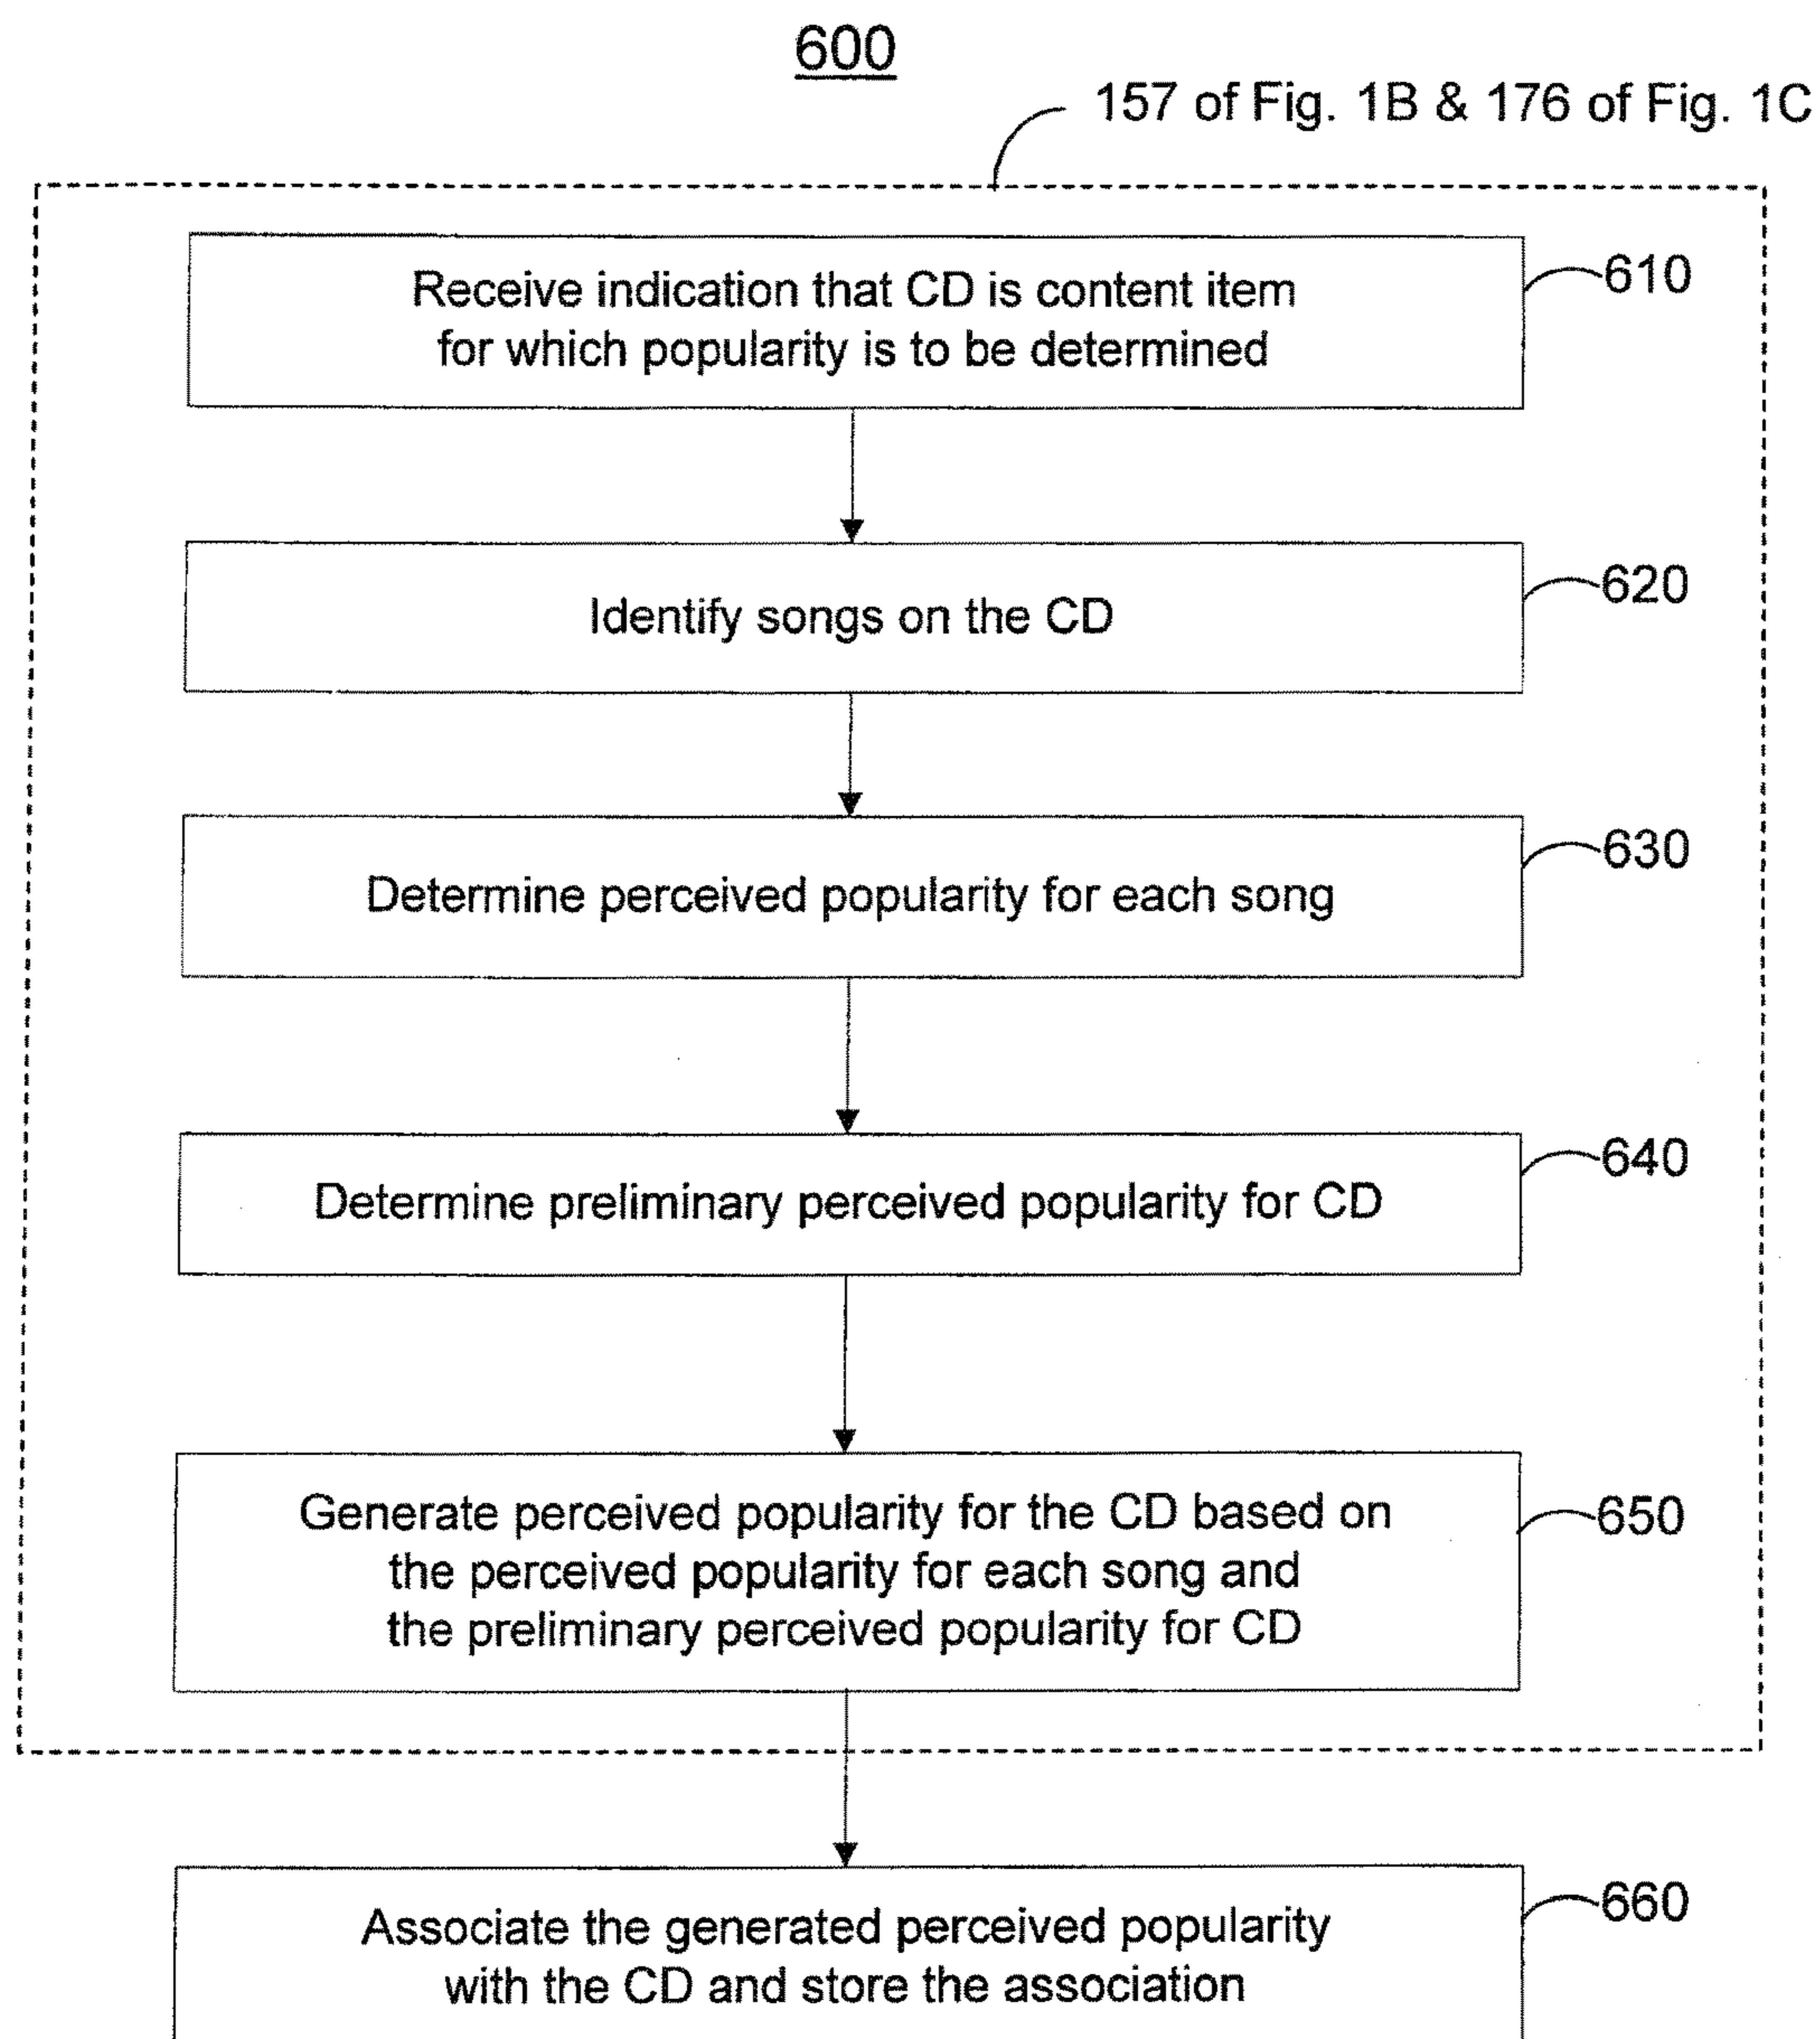 600
157 of Fig. 1B & 176 of Fig. 1C
Receive indication that CD is content item
for which popularity is to be determined
610
Identify songs on the CD
620
Determine perceived popularity for each song
630
Determine preliminary perceived popularity for CD
640
Generate perceived popularity for the CD based on
the perceived popularity for each song and
the preliminary perceived popularity for CD
650
Associate the generated perceived popularity
with the CD and store the association
660